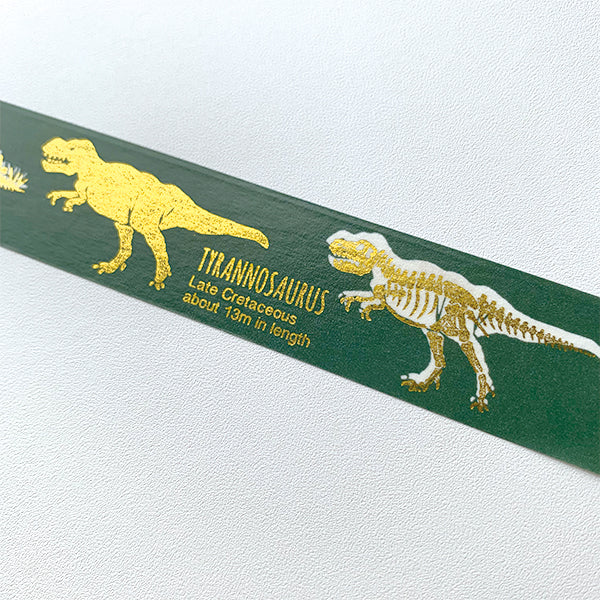 TYRANNOSAURUS
Late Cretaceous
about 13m in length